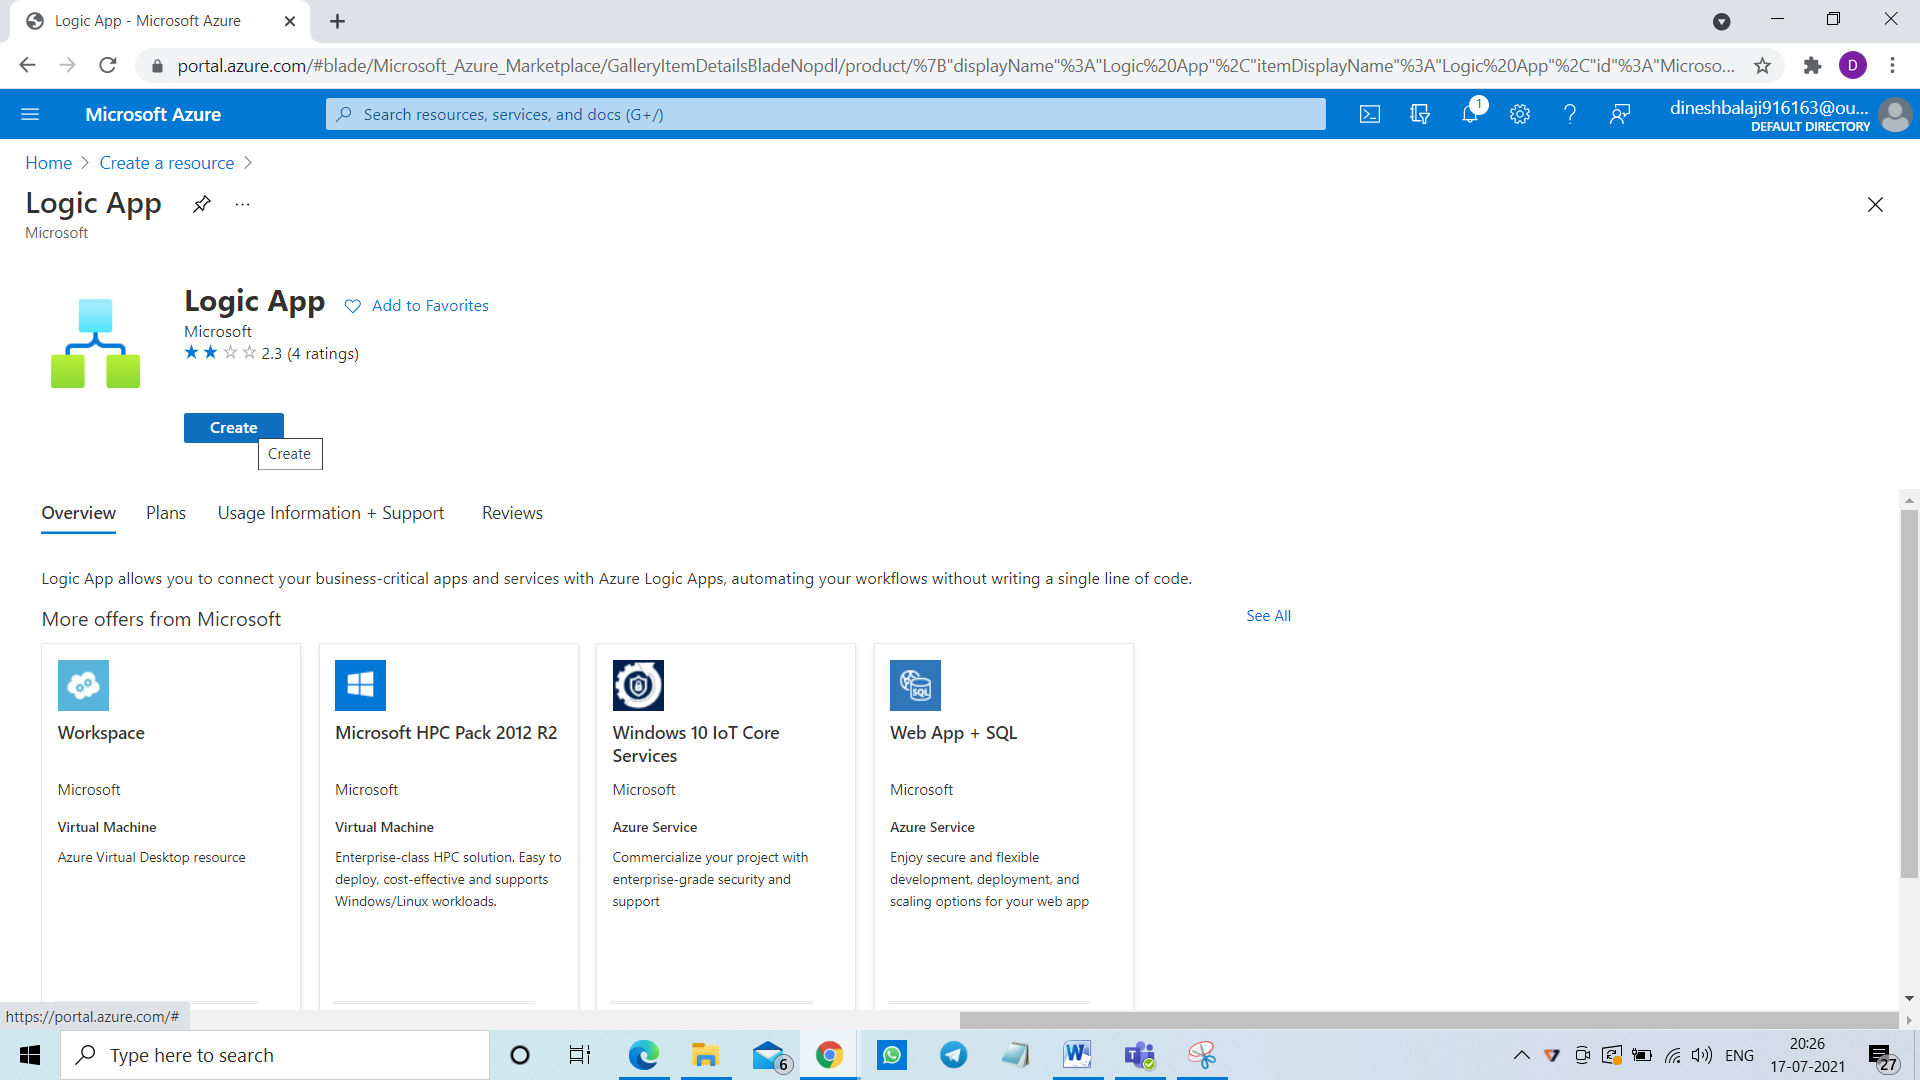 Logic App - Microsoft Azure
portal.azure.com/#blade/Microsoft_Azure_Marketplace/GalleryItemDetailsBladeNopdl/product/%7B"displayName"%3A"Logic%20App"%2C"itemDisplayName"%3A"Logic%20App"%2C"id"%3A"Microso...
D
Microsoft Azure
Search resources, services, and docs (G+/)
1
dineshbalaji916163@ou...
DEFAULT DIRECTORY
Home > Create a resource >
Logic App ...
Microsoft
Logic App
Add to Favorites
Microsoft
2.3 (4 ratings)
Create
Create
Overview Plans Usage Information + Support Reviews
Logic App allows you to connect your business-critical apps and services with Azure Logic Apps, automating your workflows without writing a single line of code.
More offers from Microsoft
See All
Workspace
Microsoft
Virtual Machine
Azure Virtual Desktop resource
Microsoft HPC Pack 2012 R2
Microsoft
Virtual Machine
Enterprise-class HPC solution. Easy to
deploy, cost-effective and supports
Windows/Linux workloads.
Windows 10 IoT Core
Services
Microsoft
Azure Service
Commercialize your project with
enterprise-grade security and
support
SQL
Web App + SQL
Microsoft
Azure Service
Enjoy secure and flexible
development, deployment, and
scaling options for your web app
https://portal.azure.com/#
Type here to search
6
ENG
20:26
17-07-2021
27